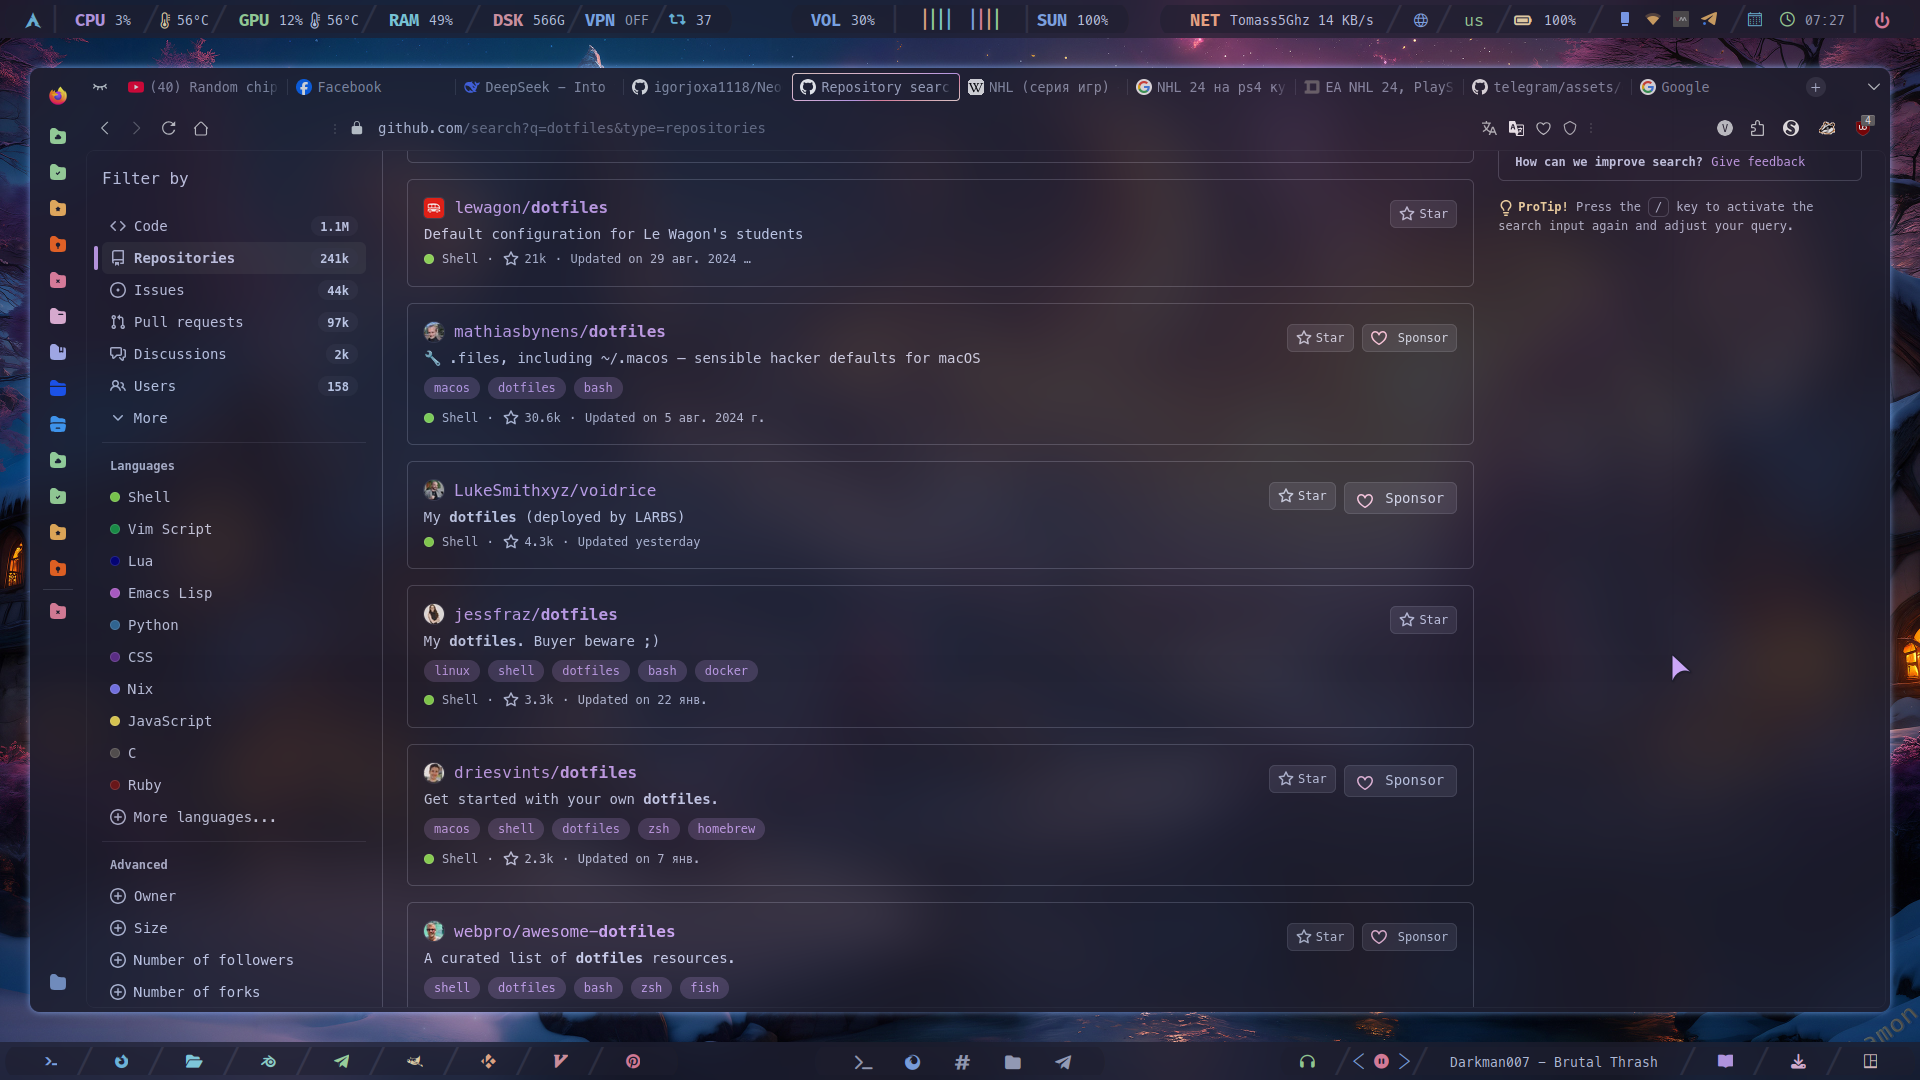 CPU 3% 56°C GPU 12% 56°C RAM 49% DSK 566G VPN OFF 37 VOL 30% SUN 100% NET Tomass5Ghz 14 KB/s us 100% 07:27
(40) Random chip Facebook DeepSeek – Into igorjoxa1118/Neo Repository searc NHL (серия игр) NHL 24 на ps4 ку EA NHL 24, PlayS telegram/assets/ Google
github.com/search?q=dotfiles&type=repositories
V
4
Filter by
Code 1.1M
Repositories 241k
Issues 44k
Pull requests 97k
Discussions 2k
Users 158
More
Languages
Shell
Vim Script
Lua
Emacs Lisp
Python
CSS
Nix
JavaScript
C
Ruby
More languages...
Advanced
Owner
Size
Number of followers
Number of forks
lewagon/dotfiles
Star
Default configuration for Le Wagon's students
Shell · 21k · Updated on 29 авг. 2024 …
mathiasbynens/dotfiles
Star Sponsor
.files, including ~/.macos — sensible hacker defaults for macOS
macos dotfiles bash
Shell · 30.6k · Updated on 5 авг. 2024 г.
LukeSmithxyz/voidrice
Star Sponsor
My dotfiles (deployed by LARBS)
Shell · 4.3k · Updated yesterday
jessfraz/dotfiles
Star
My dotfiles. Buyer beware ;)
linux shell dotfiles bash docker
Shell · 3.3k · Updated on 22 янв.
driesvints/dotfiles
Star Sponsor
Get started with your own dotfiles.
macos shell dotfiles zsh homebrew
Shell · 2.3k · Updated on 7 янв.
webpro/awesome-dotfiles
Star Sponsor
A curated list of dotfiles resources.
shell dotfiles bash zsh fish
How can we improve search? Give feedback
ProTip! Press the / key to activate the
search input again and adjust your query.
Darkman007 – Brutal Thrash